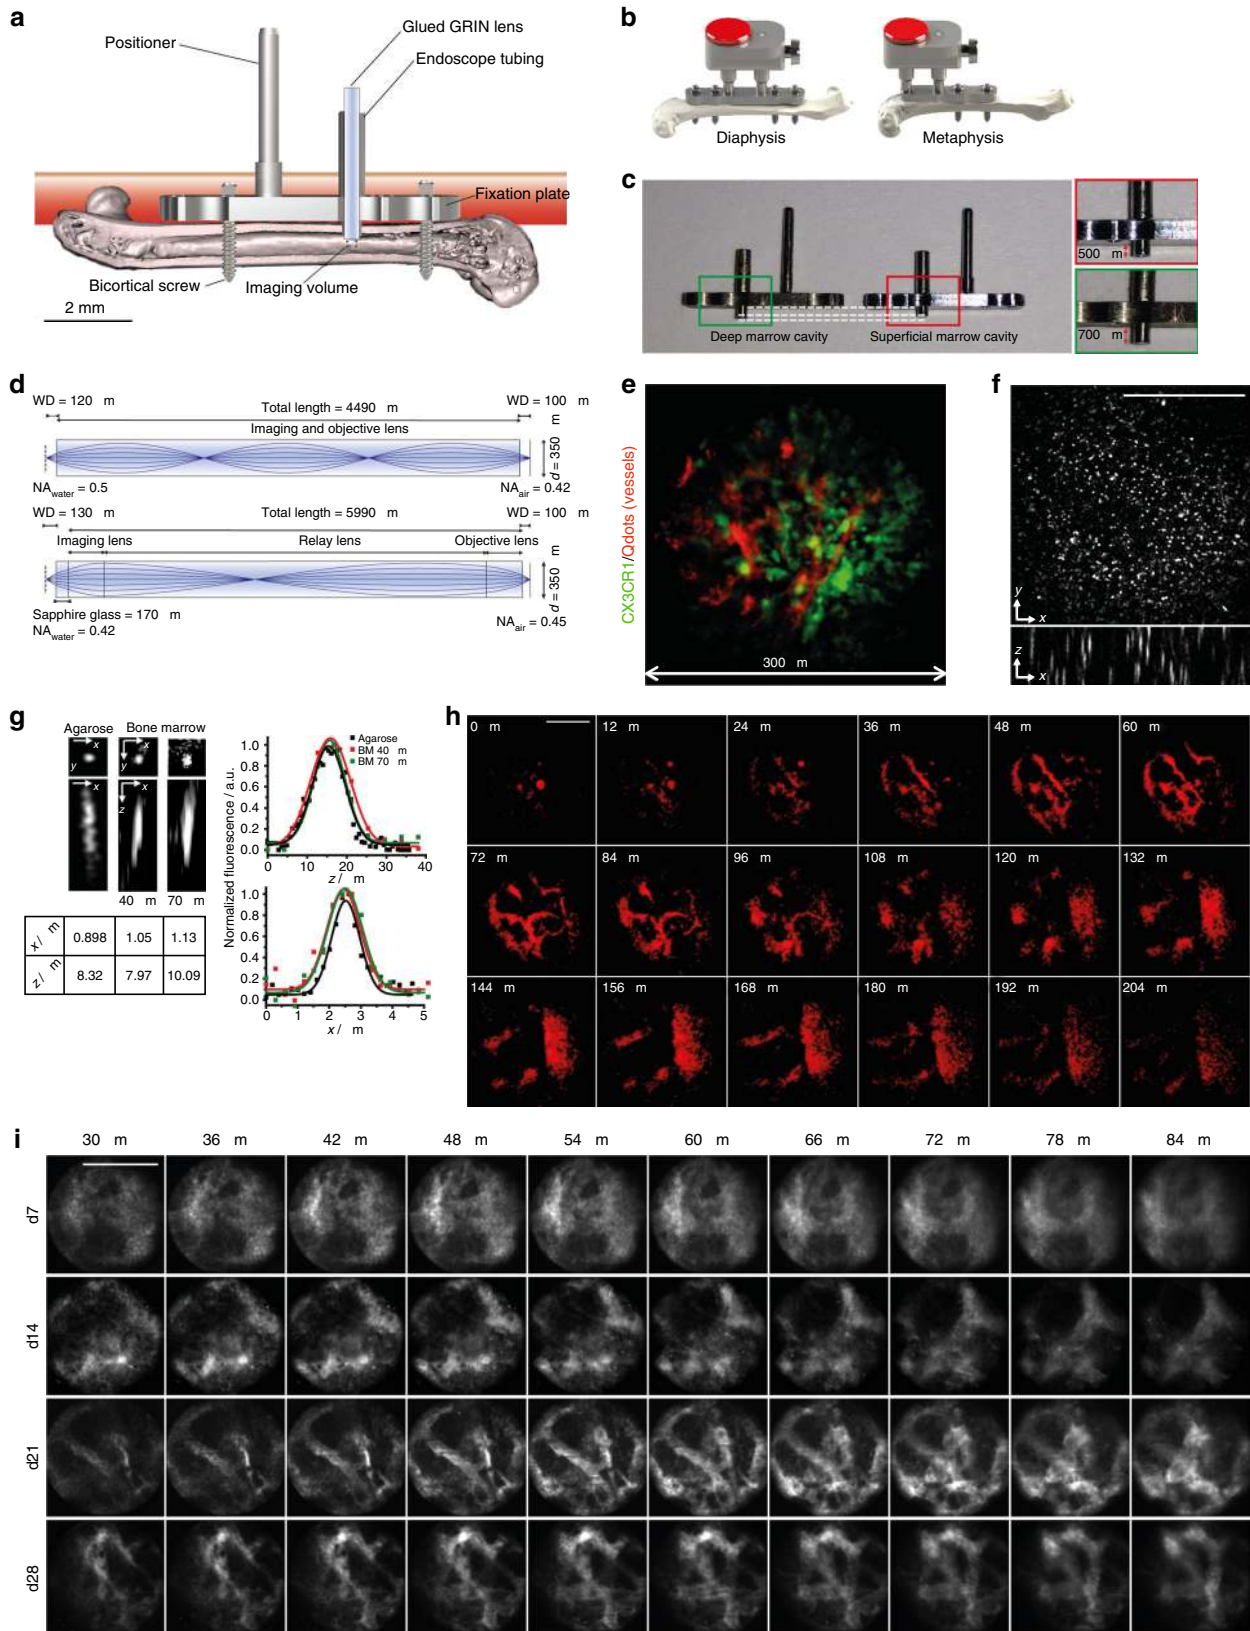 a
Positioner
Glued GRIN lens
Endoscope tubing
Fixation plate
Bicortical screw
Imaging volume
2 mm
b
Diaphysis
Metaphysis
c
Deep marrow cavity
Superficial marrow cavity
500 m
700 m
d
WD = 120 m
Total length = 4490 m
WD = 100 m
Imaging and objective lens
d = 350 m
NAwater = 0.5
NAair = 0.42
WD = 130 m
Total length = 5990 m
WD = 100 m
Imaging lens
Relay lens
Objective lens
d = 350 m
Sapphire glass = 170 m
NAwater = 0.42
NAair = 0.45
e
CX3CR1/Qdots (vessels)
300 m
f
y
x
z
x
g
Agarose
Bone marrow
x
y
x
x
z
40 m
70 m
x/ m
0.898
1.05
1.13
z/ m
8.32
7.97
10.09
Normalized fluorescence / a.u.
1.0
0.8
0.6
0.4
0.2
0.0
Agarose
BM 40 m
BM 70 m
0
10
20
30
40
z/ m
1.0
0.8
0.6
0.4
0.2
0.0
0
1
2
3
4
5
x/ m
h
0 m
12 m
24 m
36 m
48 m
60 m
72 m
84 m
96 m
108 m
120 m
132 m
144 m
156 m
168 m
180 m
192 m
204 m
i
30 m
36 m
42 m
48 m
54 m
60 m
66 m
72 m
78 m
84 m
d7
d14
d21
d28